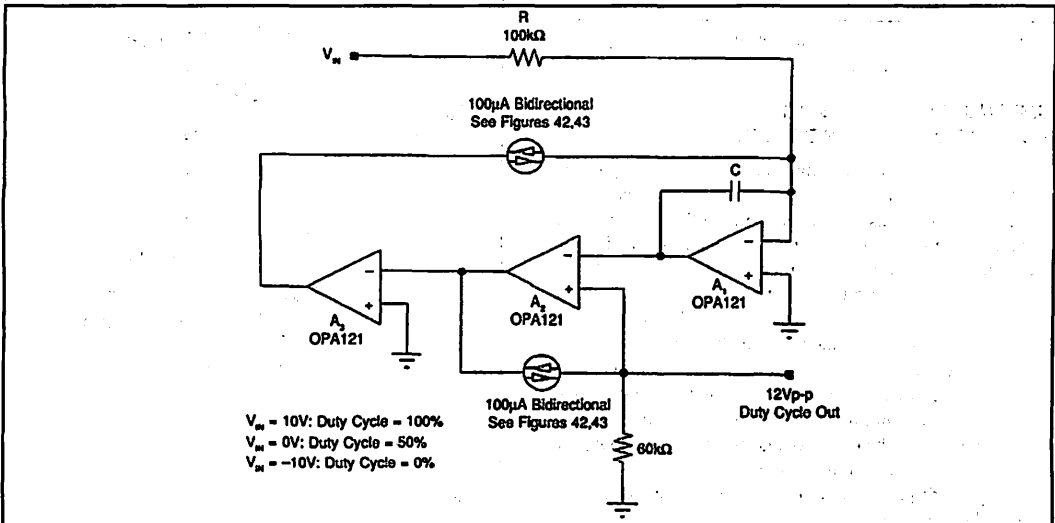 R
100kΩ
V_IN
100µA Bidirectional
See Figures 42,43
C
−
+
A₁
OPA121
−
+
A₂
OPA121
−
+
A₃
OPA121
100µA Bidirectional
See Figures 42,43
12Vp-p
Duty Cycle Out
60kΩ
V_IN = 10V: Duty Cycle = 100%
V_IN = 0V: Duty Cycle = 50%
V_IN = −10V: Duty Cycle = 0%